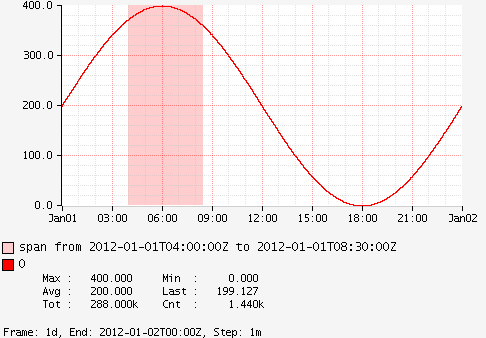 400.0
300.0
200.0
100.0
0.0
Jan01 03:00 06:00 09:00 12:00 15:00 18:00 21:00 Jan02
span from 2012-01-01T04:00:00Z to 2012-01-01T08:30:00Z
0
Max : 400.000 Min : 0.000
Avg : 200.000 Last : 199.127
Tot : 288.000k Cnt : 1.440k
Frame: 1d, End: 2012-01-02T00:00Z, Step: 1m